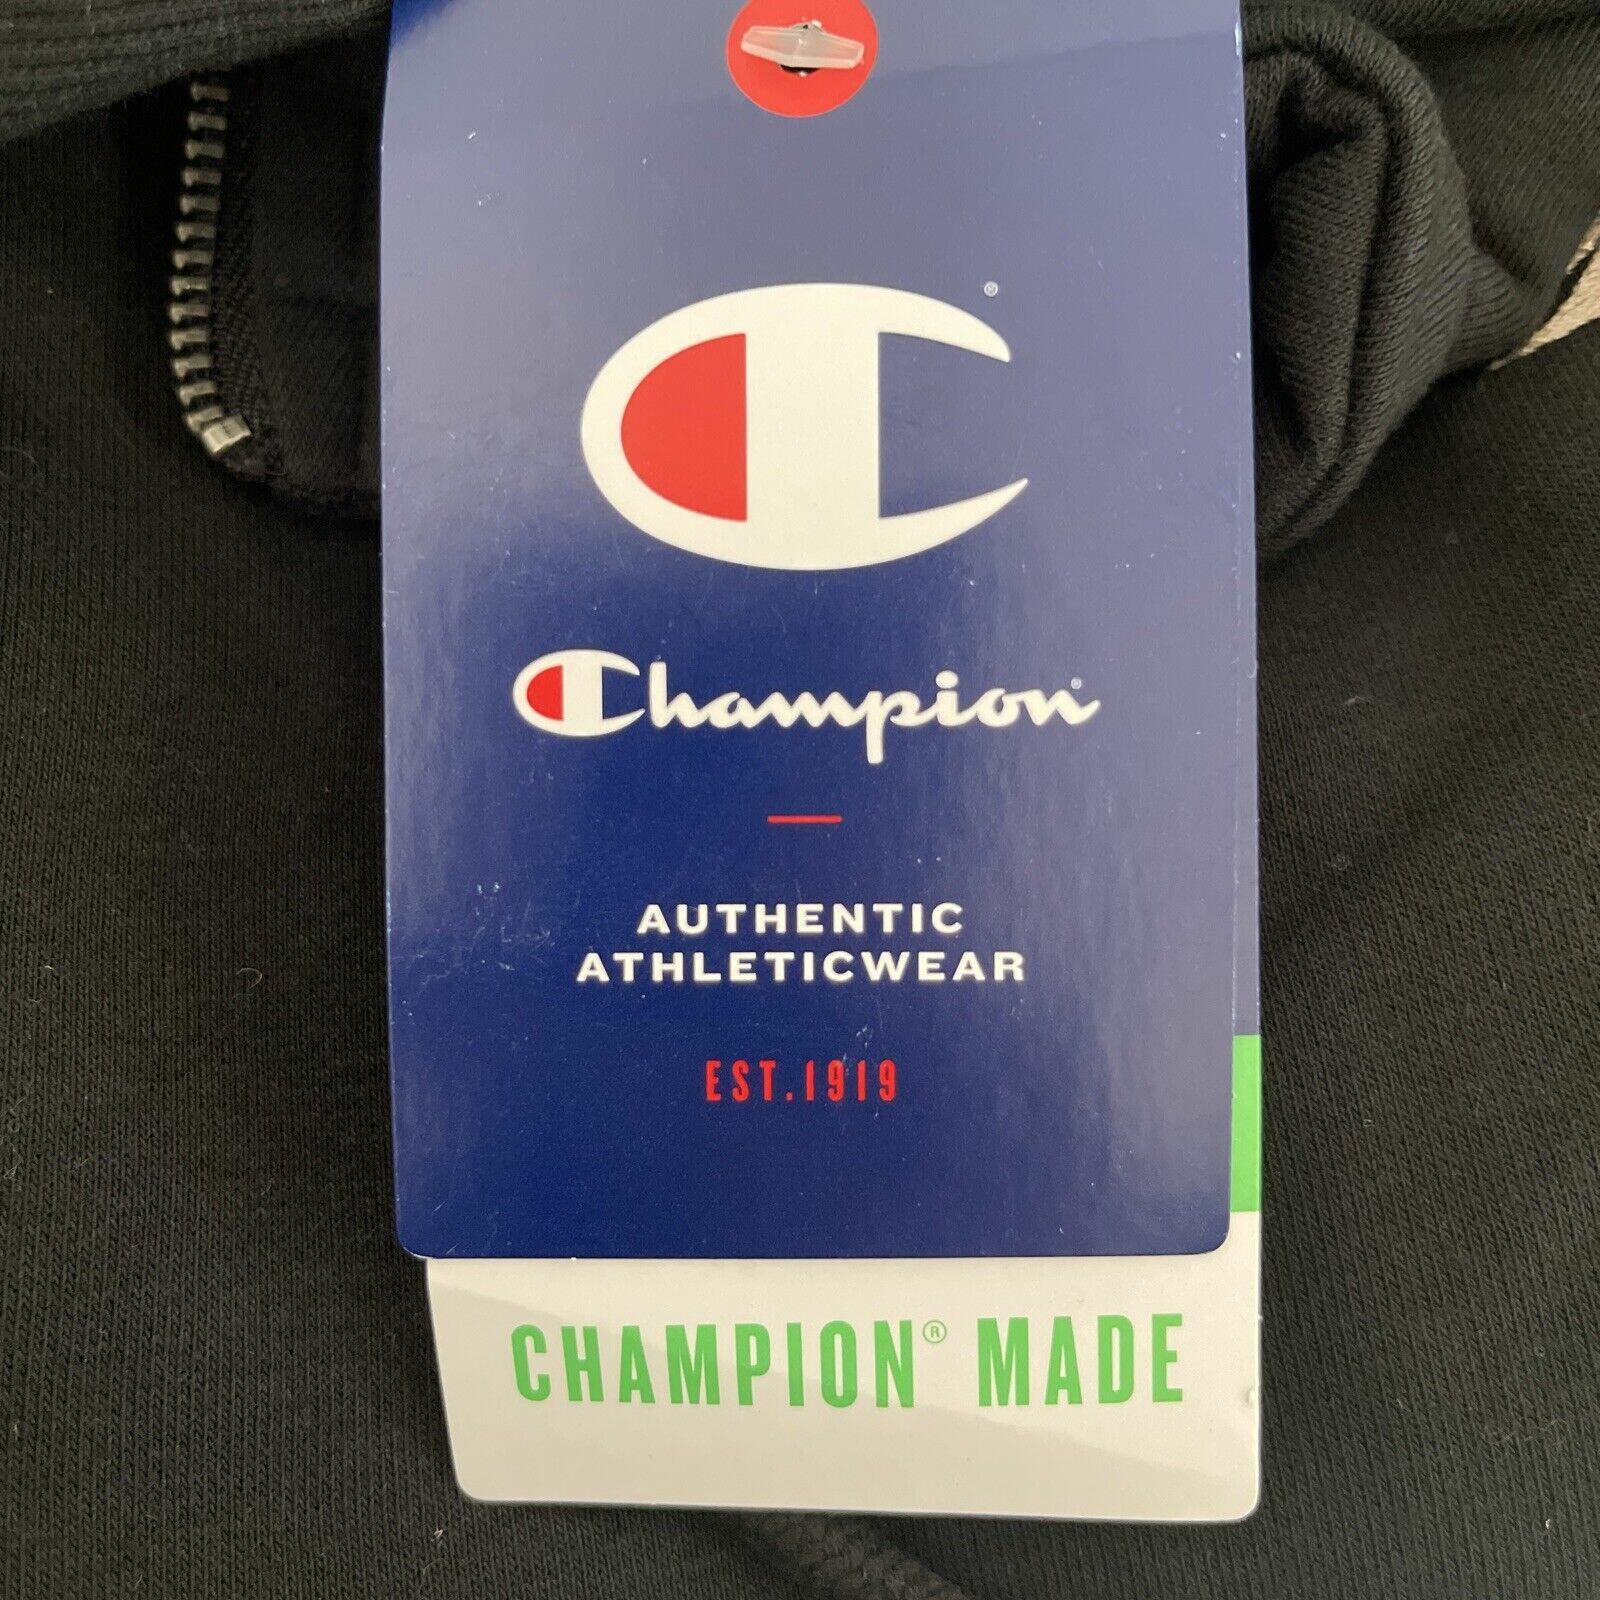 ®
Champion®
AUTHENTIC
ATHLETICWEAR
EST.1919
CHAMPION® MADE